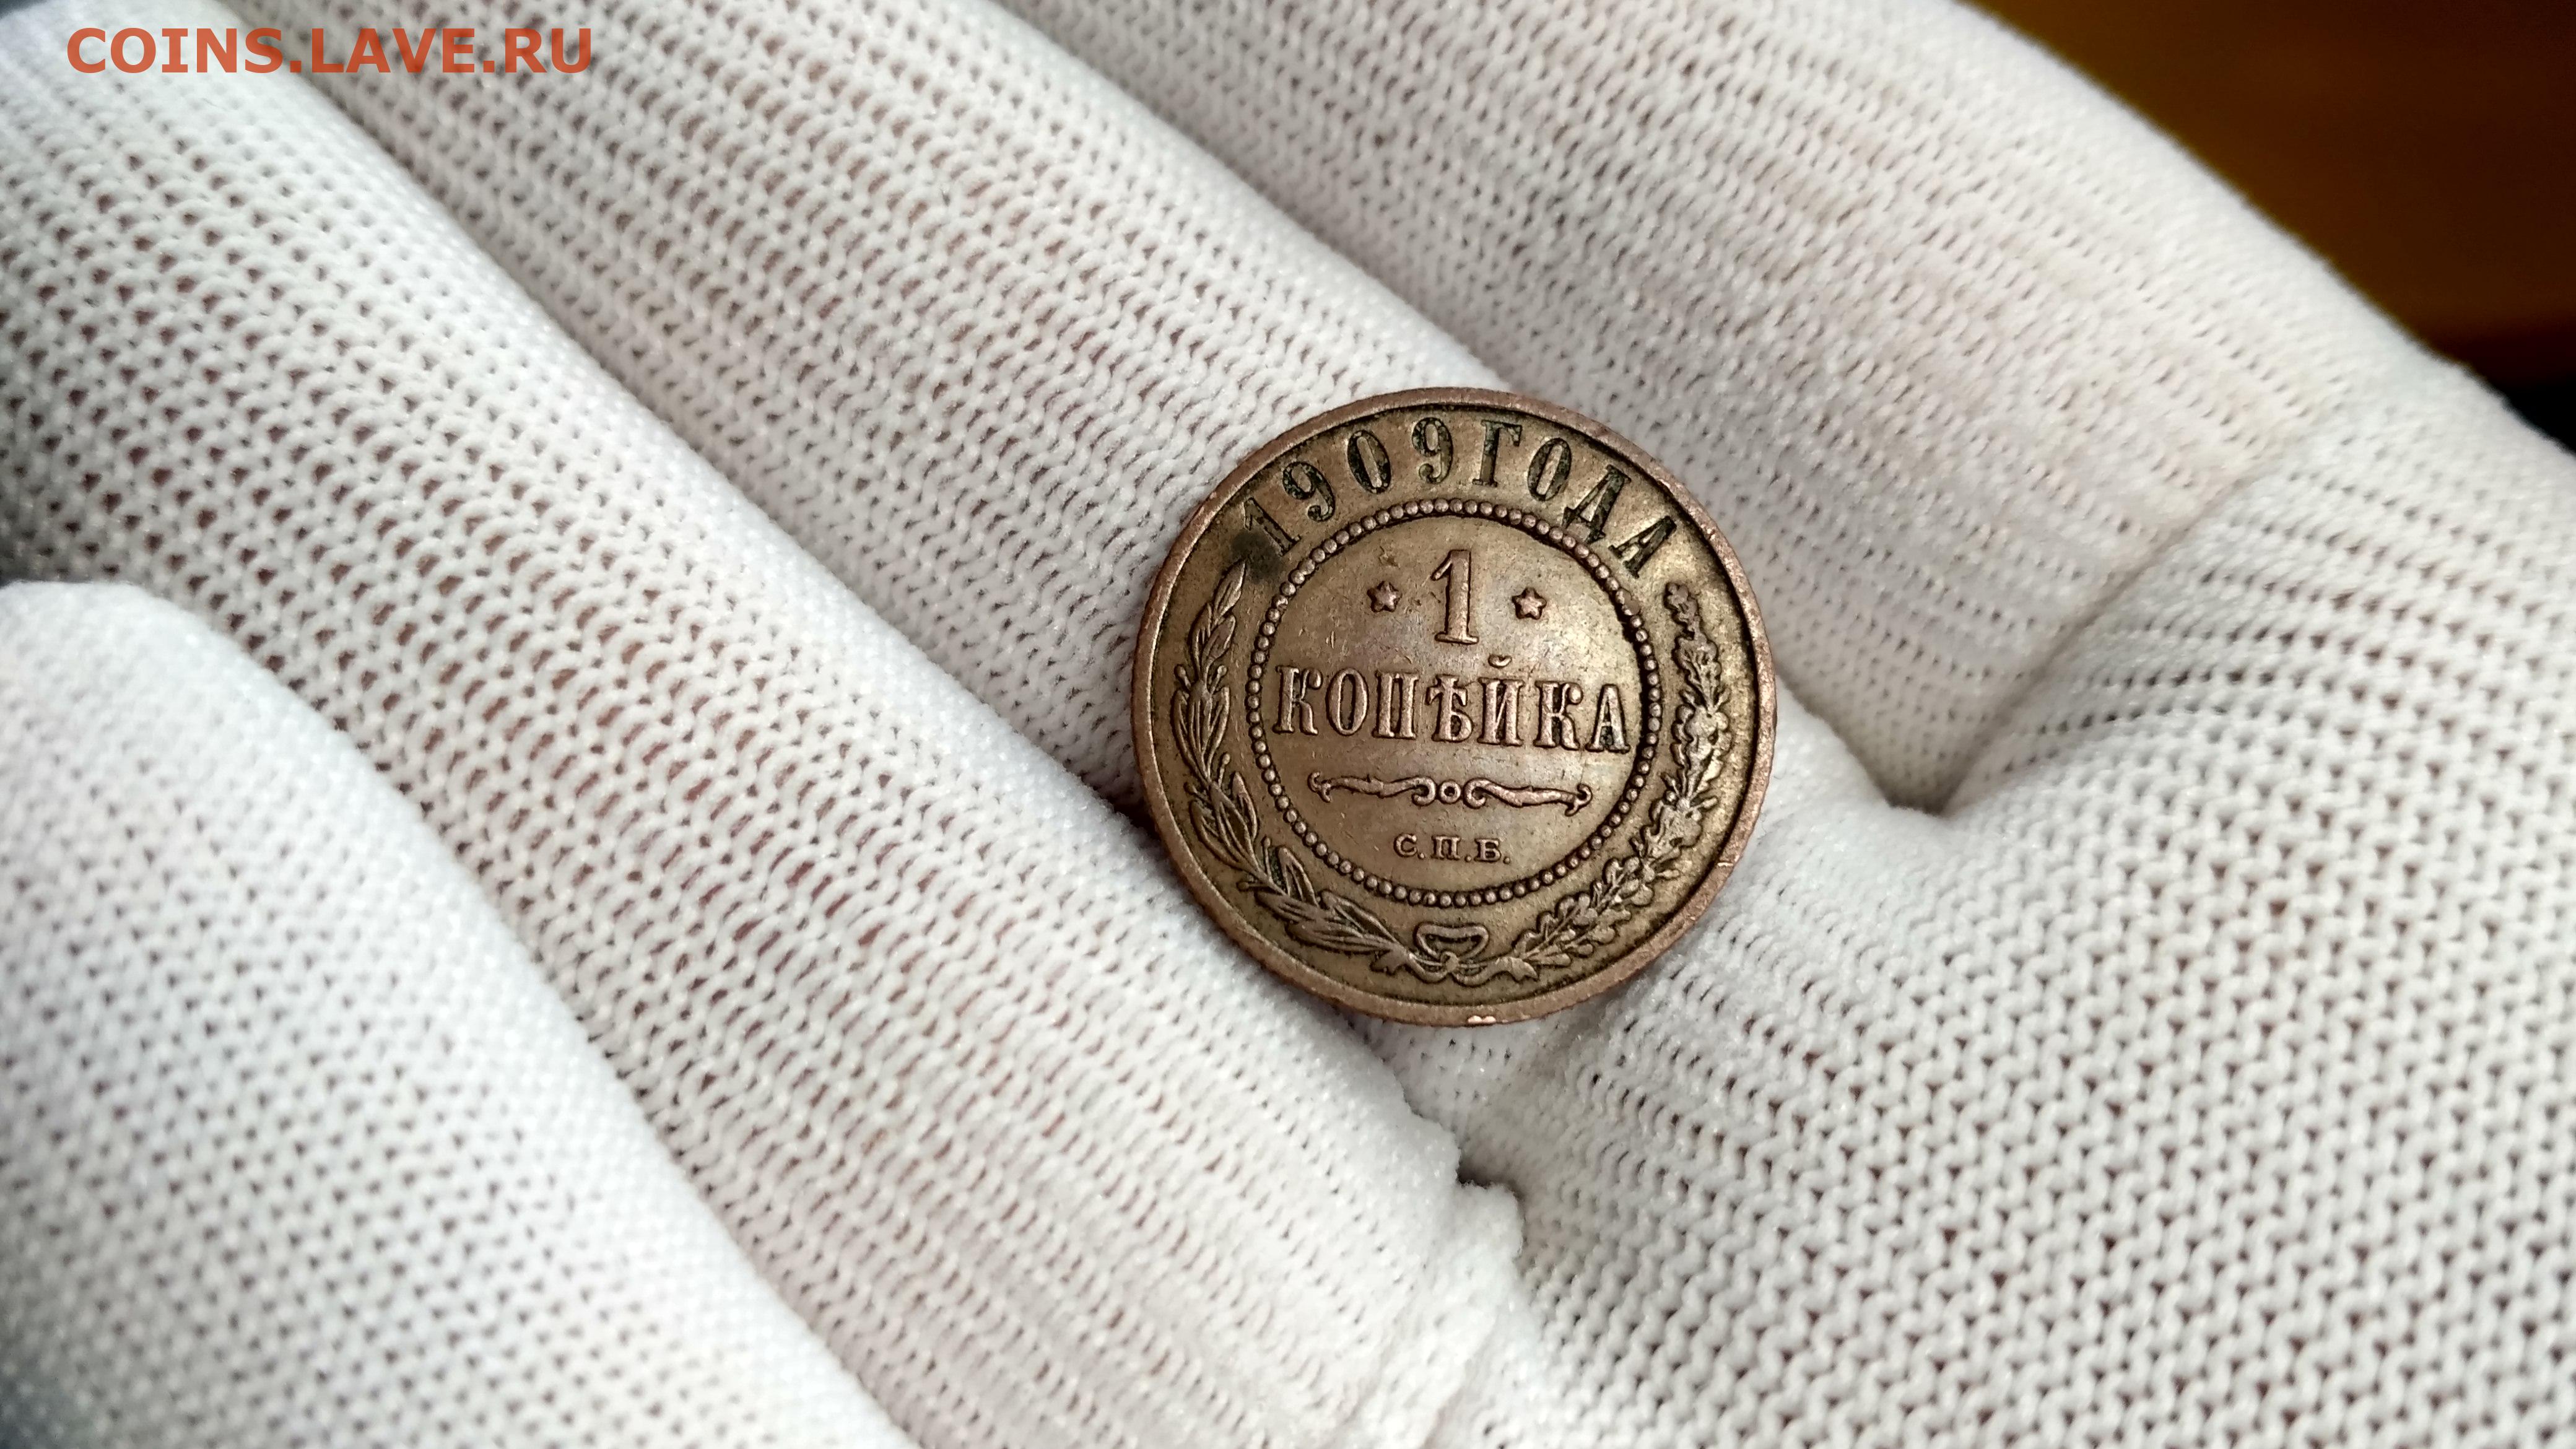 COINS.LAVE.RU
1909 ГОДА
1
КОПѢЙКА
С.П.Б.